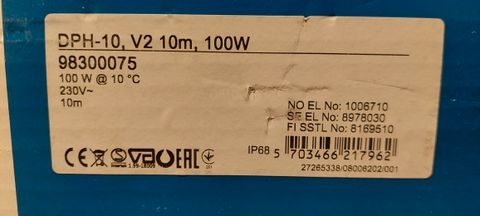 DPH-10, V2 10m, 100W
98300075
100 W @ 10 °C
230V~
10m
NO EL No: 1006710
SE EL No: 8978030
FI SSTL No: 8169510
IP68
5 703466 217962
27265338/08006202/001